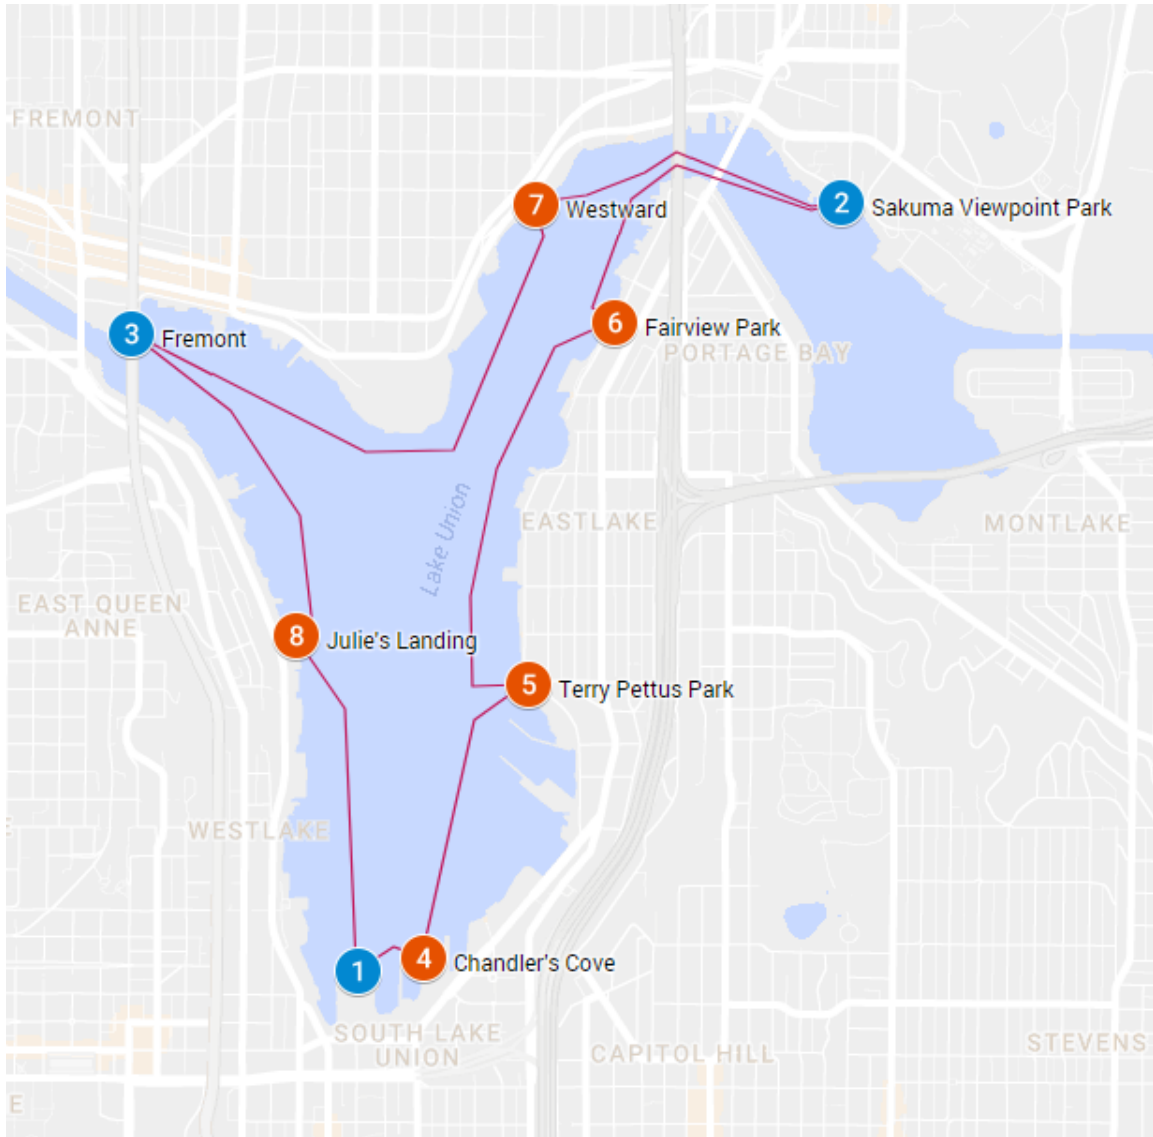 FREMONT
7
Westward
2
Sakuma Viewpoint Park
3
Fremont
6
Fairview Park
PORTAGE BAY
Lake Union
EASTLAKE
MONTLAKE
EAST QUEEN
ANNE
8
Julie's Landing
5
Terry Pettus Park
WESTLAKE
E
1
4
Chandler's Cove
SOUTH LAKE
UNION
CAPITOL HILL
STEVENS
E